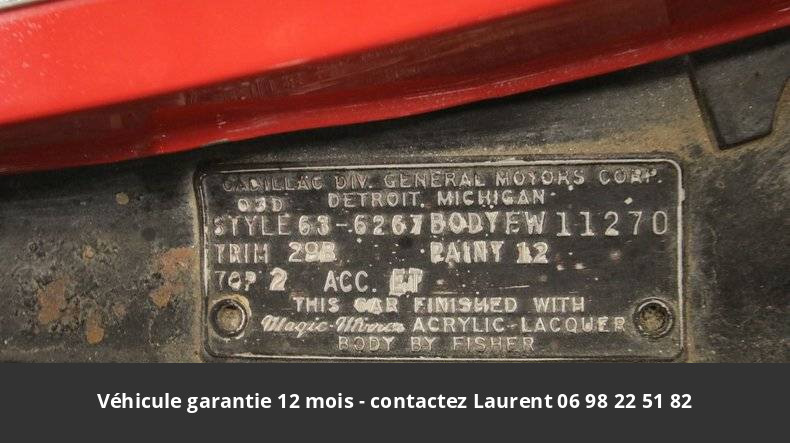 CADILLAC DIV. GENERAL MOTORS CORP.
03D DETROIT, MICHIGAN
STYLE 63-6267 BODY EW 11270
TRIM 29B PAINT 12
TOP 2 ACC. EF
THIS CAR FINISHED WITH
Magic-Mirror ACRYLIC-LACQUER
BODY BY FISHER
Véhicule garantie 12 mois - contactez Laurent 06 98 22 51 82